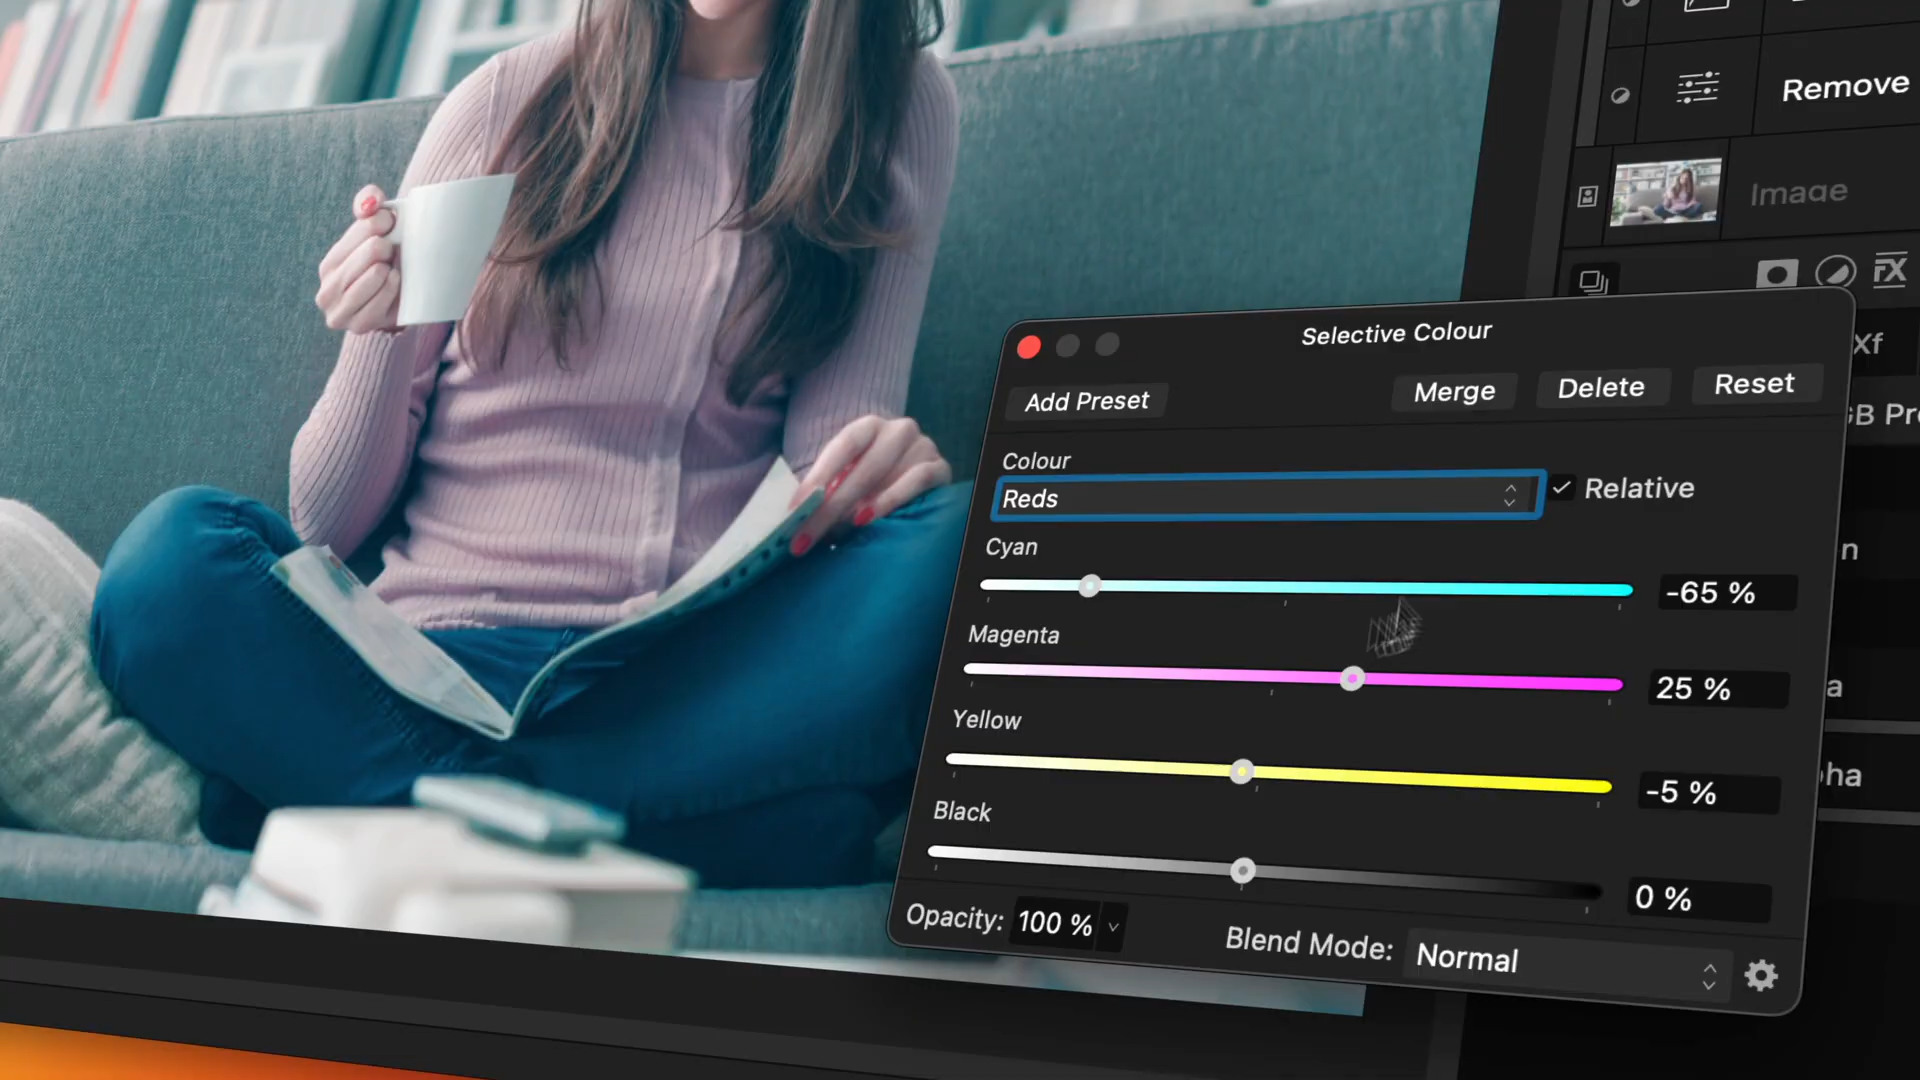 Remove
Image
FX
Selective Colour
Add Preset
Merge
Delete
Reset
Colour
Reds
Relative
Cyan
-65 %
Magenta
25 %
Yellow
-5 %
Black
0 %
Opacity:
100 %
Blend Mode:
Normal